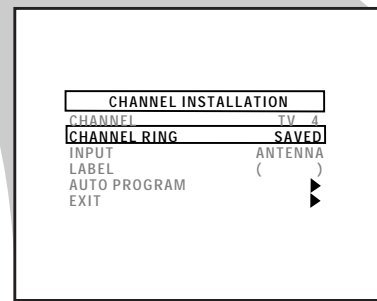 CHANNEL INSTALLATION
CHANNEL TV 4
CHANNEL RING SAVED
INPUT ANTENNA
LABEL ( )
AUTO PROGRAM ▶
EXIT ▶